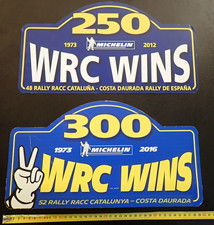 250
1973 MICHELIN 2012
WRC WINS
48 RALLY RACC CATALUÑA - COSTA DAURADA RALLY DE ESPAÑA
300
1973 MICHELIN 2016
WRC WINS
52 RALLY RACC CATALUNYA - COSTA DAURADA